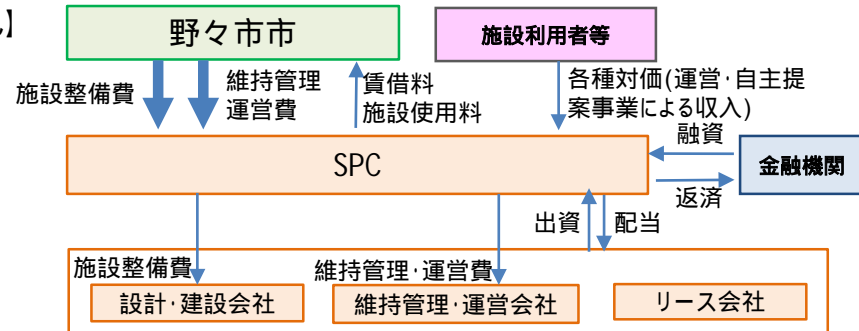 】
野々市市
施設利用者等
施設整備費
維持管理
運営費
賃借料
施設使用料
各種対価(運営・自主提
案事業による収入)
融資
SPC
金融機関
返済
出資
配当
施設整備費
維持管理・運営費
設計・建設会社
維持管理・運営会社
リース会社